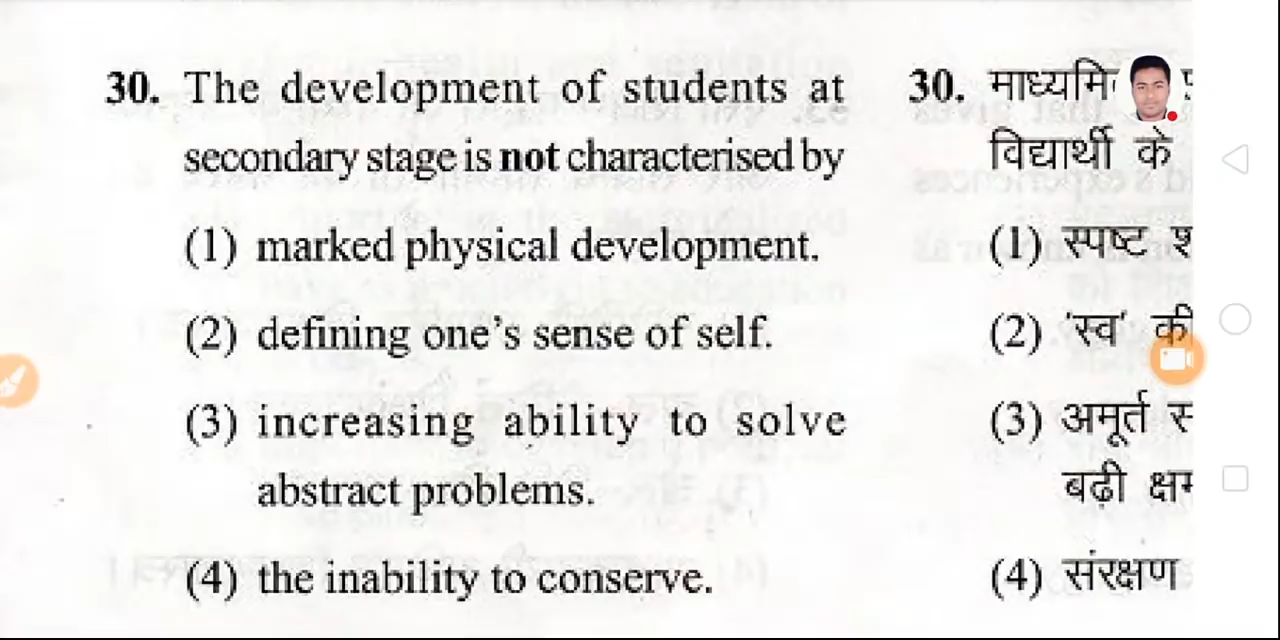 30. The development of students at
secondary stage is not characterised by
(1) marked physical development.
(2) defining one's sense of self.
(3) increasing ability to solve
abstract problems.
(4) the inability to conserve.
30. 
विद्यार्थी के
(1) स्पष्ट
(2) 'स्व' की
(3) अमूर्त
बढ़ी
(4) संरक्षण